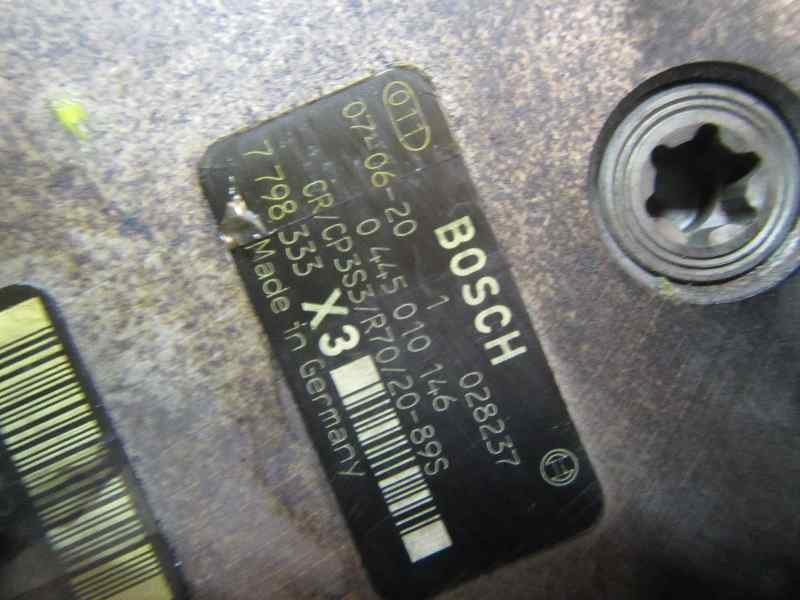 011
BOSCH
07-06-20 1 028237
0 445 010 146
CR/CP3S3/R70/20-89S
7 798 333 X3
Made in Germany